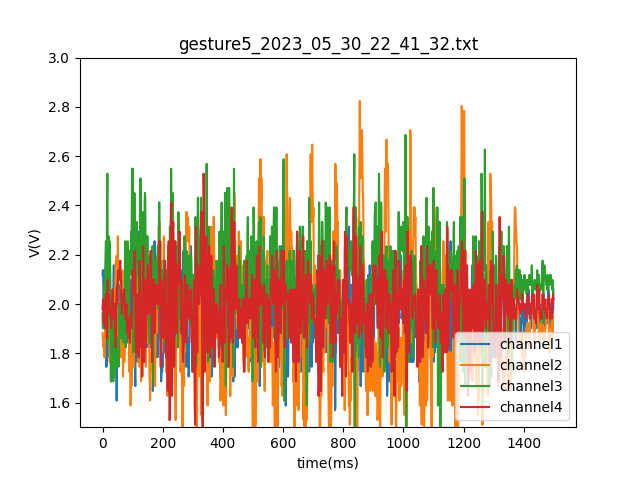 gesture5_2023_05_30_22_41_32.txt
3.0
2.8
2.6
2.4
2.2
2.0
1.8
1.6
V(V)
channel1
channel2
channel3
channel4
0 200 400 600 800 1000 1200 1400
time(ms)